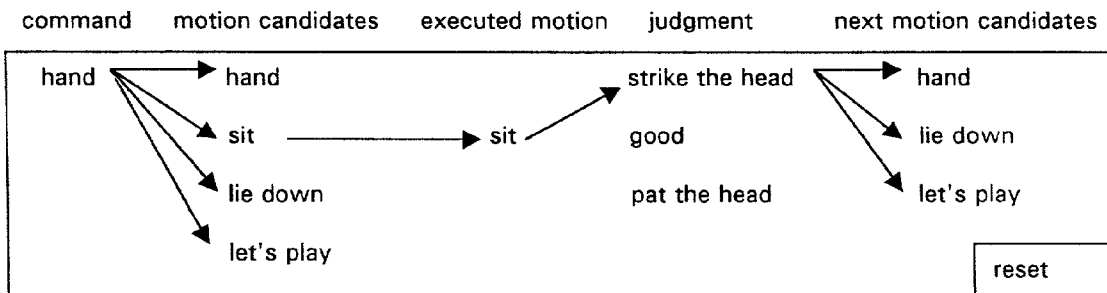 command motion candidates executed motion judgment next motion candidates
hand hand strike the head hand
sit sit good lie down
lie down pat the head let's play
let's play
reset